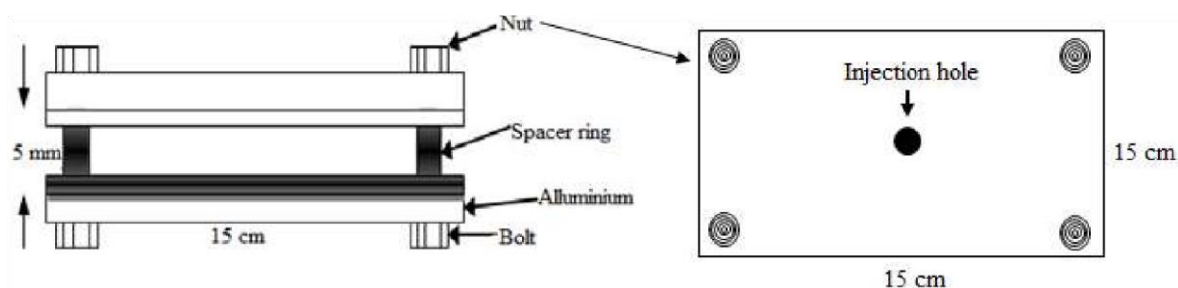 Nut
Injection hole
Spacer ring
5 mm
15 cm
Alluminium
15 cm
Bolt
15 cm